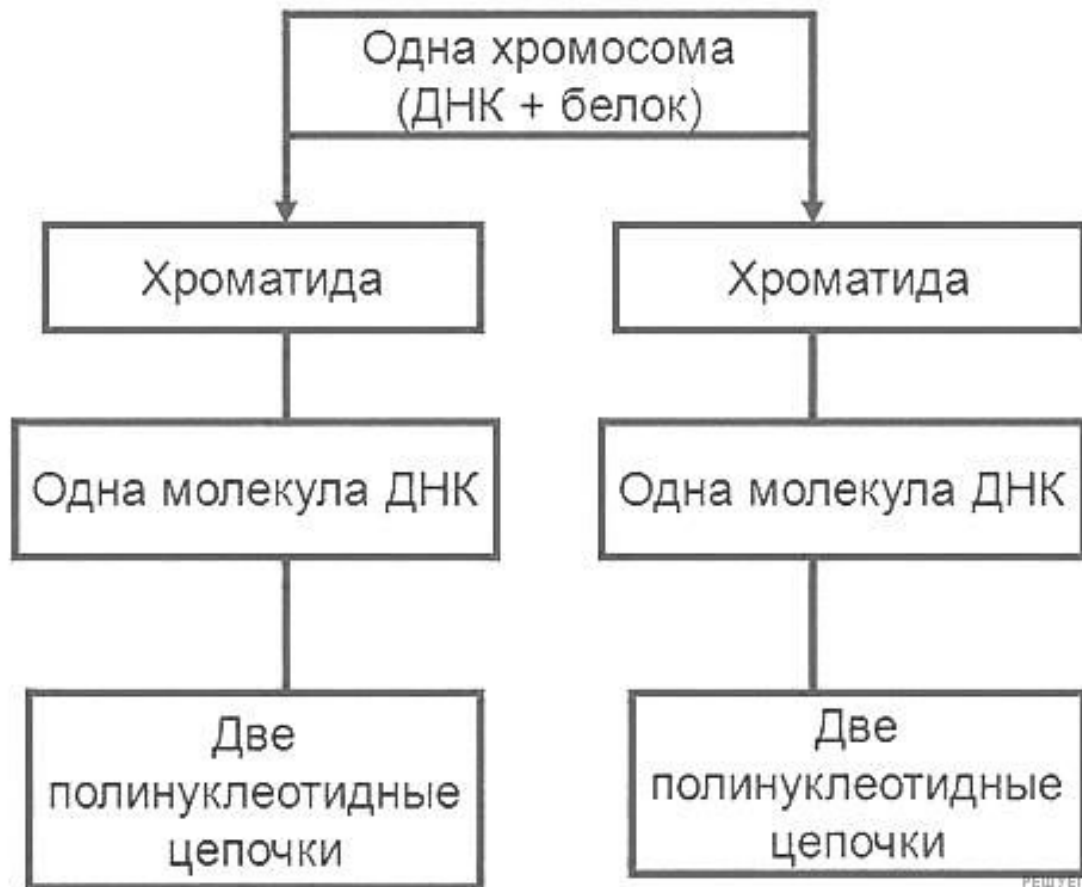 Одна хромосома
(ДНК + белок)
Хроматида
Хроматида
Одна молекула ДНК
Одна молекула ДНК
Две
полинуклеотидные
цепочки
Две
полинуклеотидные
цепочки